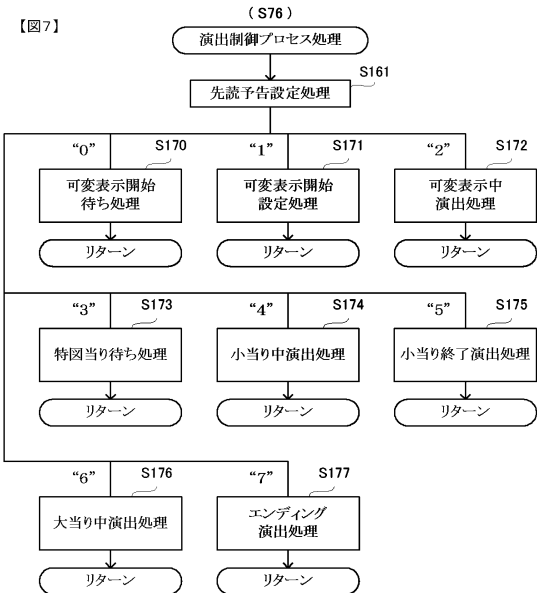 【図7】
(S76)
演出制御プロセス処理
S161
先読予告設定処理
“0”
S170
可変表示開始
待ち処理
リターン
“1”
S171
可変表示開始
設定処理
リターン
“2”
S172
可変表示中
演出処理
リターン
“3”
S173
特図当り待ち処理
リターン
“4”
S174
小当り中演出処理
リターン
“5”
S175
小当り終了演出処理
リターン
“6”
S176
大当り中演出処理
リターン
“7”
S177
エンディング
演出処理
リターン